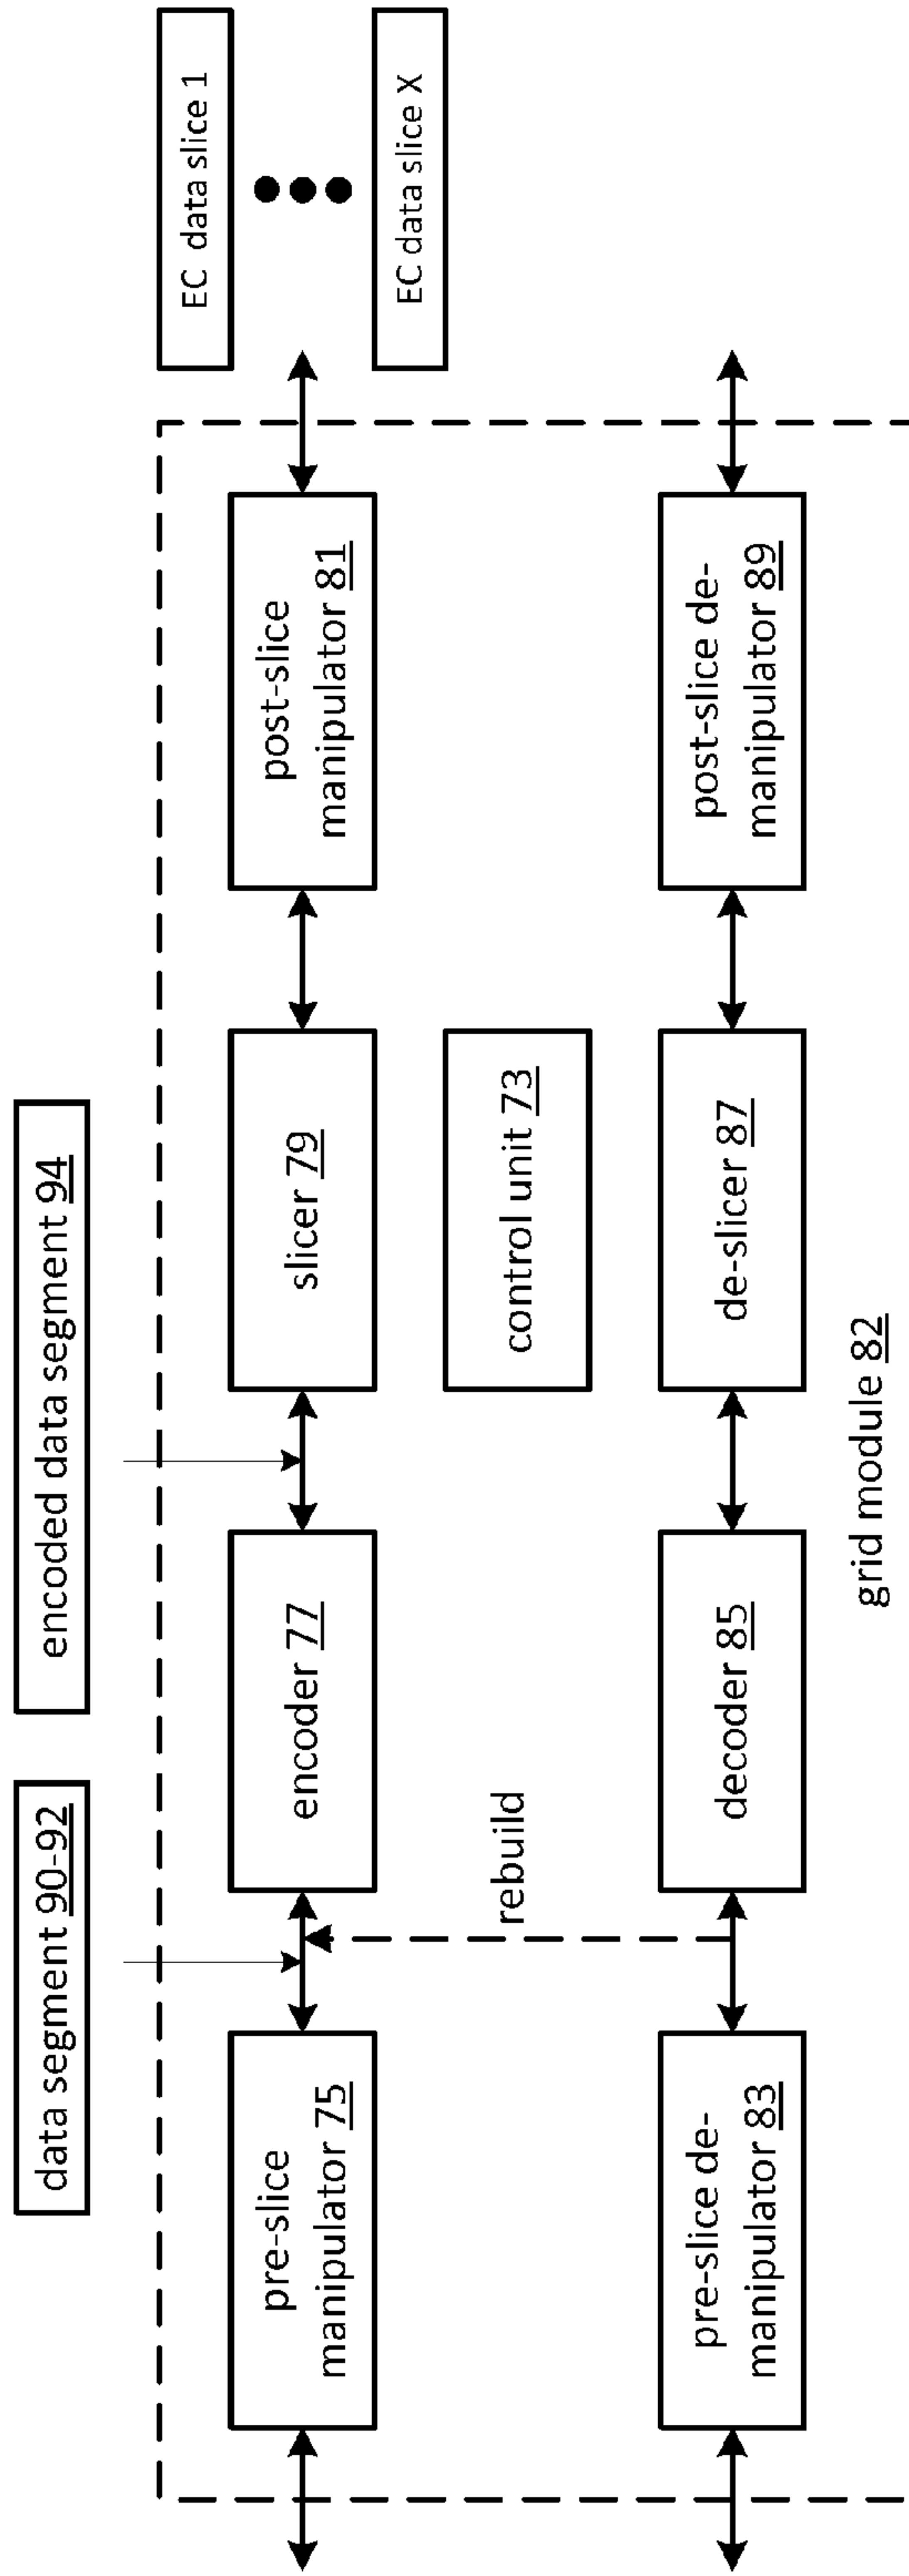 data segment 90-92
encoded data segment 94
pre-slice
manipulator 75
encoder 77
slicer 79
post-slice
manipulator 81
EC  data slice 1
EC data slice X
rebuild
control unit 73
pre-slice de-
manipulator 83
decoder 85
de-slicer 87
post-slice de-
manipulator 89
grid module 82